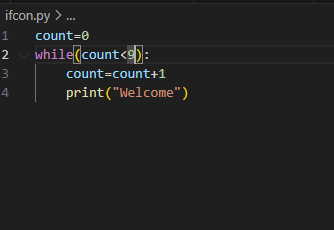 ifcon.py > ...
1 count=0
2 while(count<9):
3     count=count+1
4     print("Welcome")